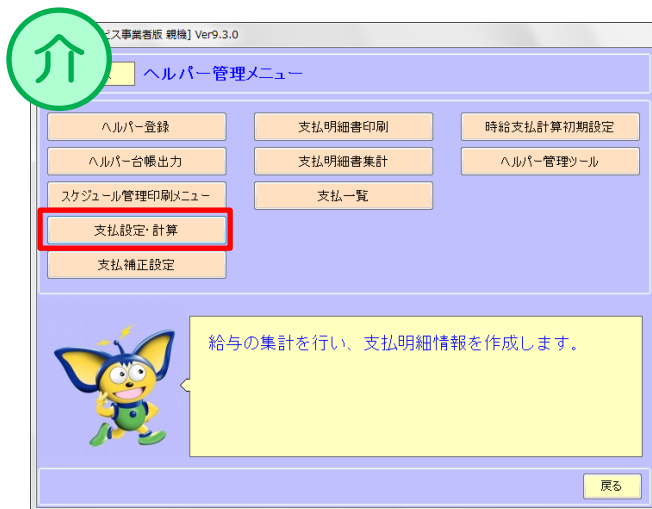 介
ビス事業者版 親機] Ver9.3.0
ヘルパー管理メニュー
ヘルパー登録
支払明細書印刷
時給支払計算初期設定
ヘルパー台帳出力
支払明細書集計
ヘルパー管理ツール
スケジュール管理印刷メニュー
支払一覧
支払設定・計算
支払補正設定
給与の集計を行い、支払明細情報を作成します。
戻る